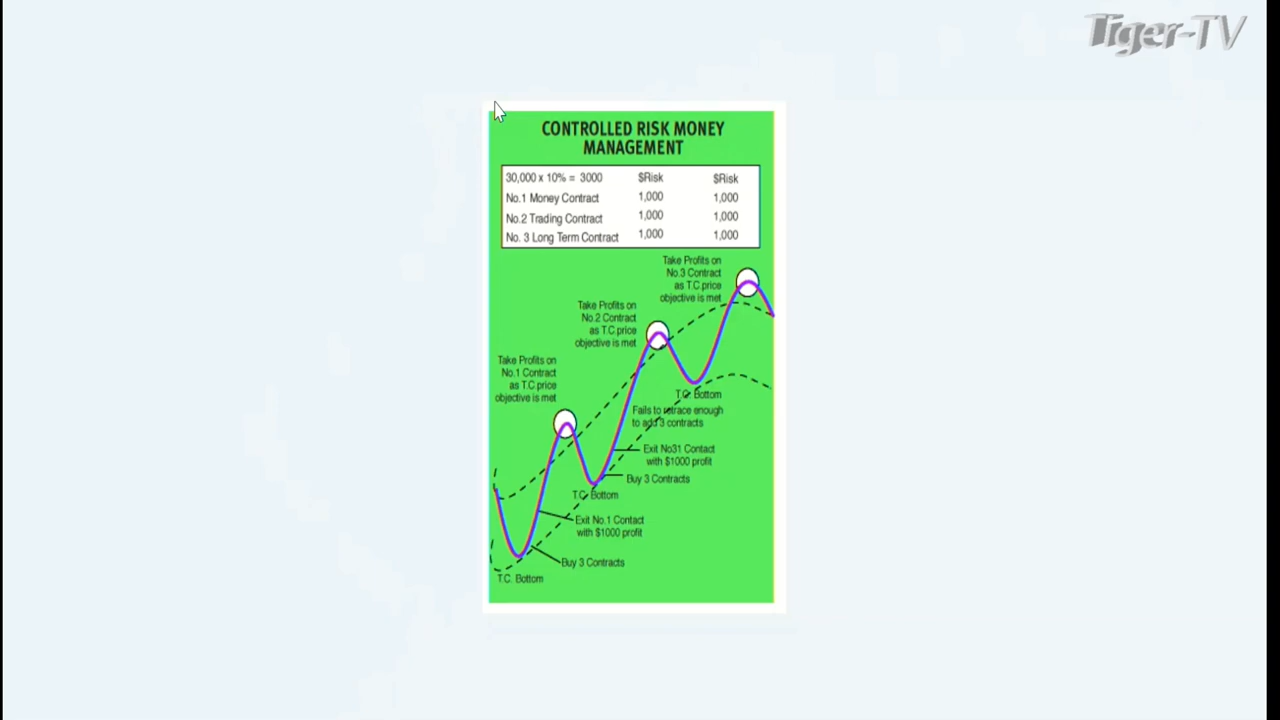 Tiger-TV
CONTROLLED RISK MONEY
MANAGEMENT
30,000 x 10% = 3000 $Risk $Risk
No.1 Money Contract 1,000 1,000
No.2 Trading Contract 1,000 1,000
No. 3 Long Term Contract 1,000 1,000
Take Profits on
No.3 Contract
as T.C price
objective is met
Take Profits on
No.2 Contract
as T.C price
objective is met
Take Profits on
No.1 Contract
as T.C price
objective is met
T.C. Bottom
Fails to retrace enough
to add 3 contracts
Exit No31 Contact
with $1000 profit
Buy 3 Contracts
T.C. Bottom
Exit No.1 Contact
with $1000 profit
Buy 3 Contracts
T.C. Bottom